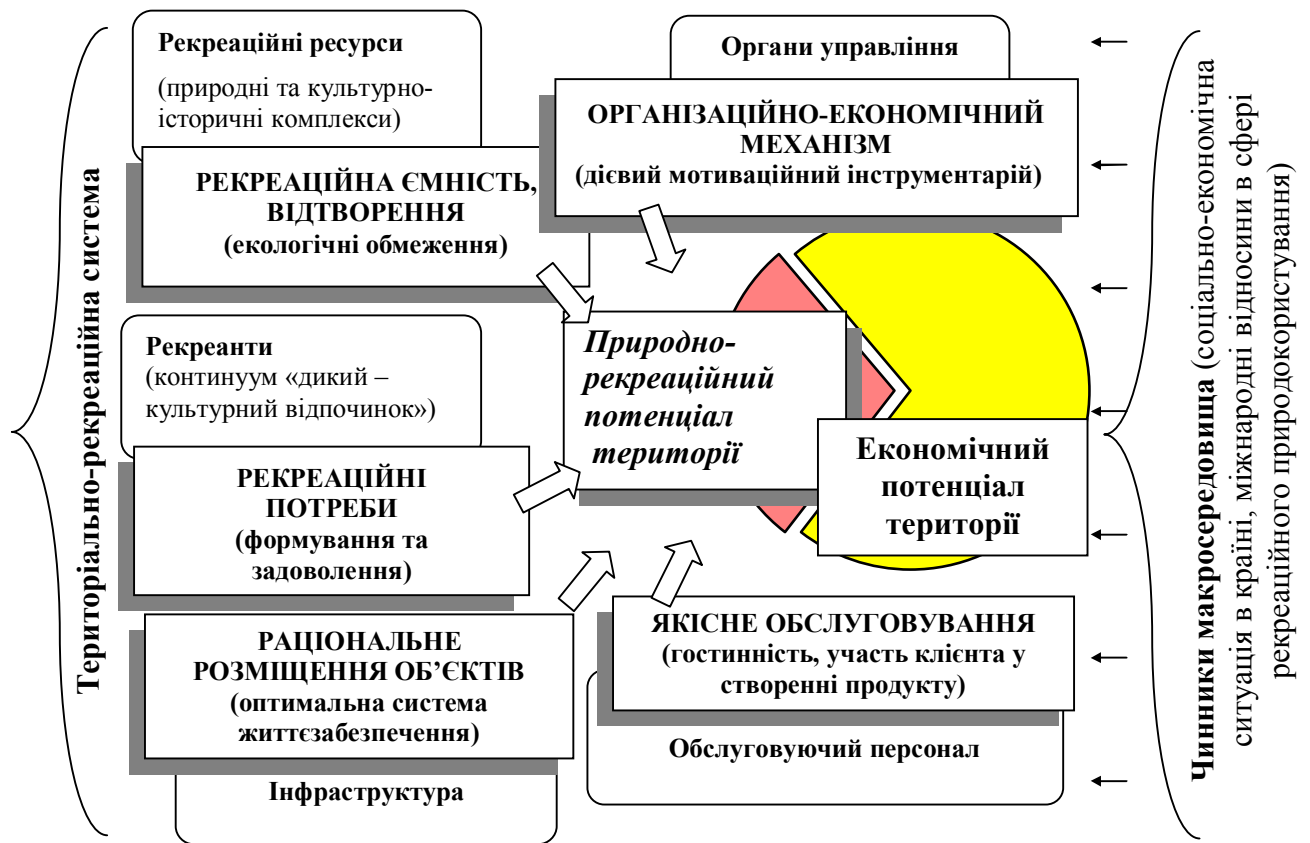 Територіально-рекреаційна система
Рекреаційні ресурси
(природні та культурно-
історичні комплекси)
РЕКРЕАЦІЙНА ЄМНІСТЬ,
ВІДТВОРЕННЯ
(екологічні обмеження)
Органи управління
ОРГАНІЗАЦІЙНО-ЕКОНОМІЧНИЙ
МЕХАНІЗМ
(дієвий мотиваційний інструментарій)
Рекреанти
(континуум «дикий –
культурний відпочинок»)
РЕКРЕАЦІЙНІ
ПОТРЕБИ
(формування та
задоволення)
Природно-
рекреаційний
потенціал
території
Економічний
потенціал
території
РАЦІОНАЛЬНЕ
РОЗМІЩЕННЯ ОБ’ЄКТІВ
(оптимальна система
життєзабезпечення)
Інфраструктура
ЯКІСНЕ ОБСЛУГОВУВАННЯ
(гостинність, участь клієнта у
створенні продукту)
Обслуговуючий персонал
Чинники макросередовища (соціально-економічна
ситуація в країні, міжнародні відносини в сфері
рекреаційного природокористування)